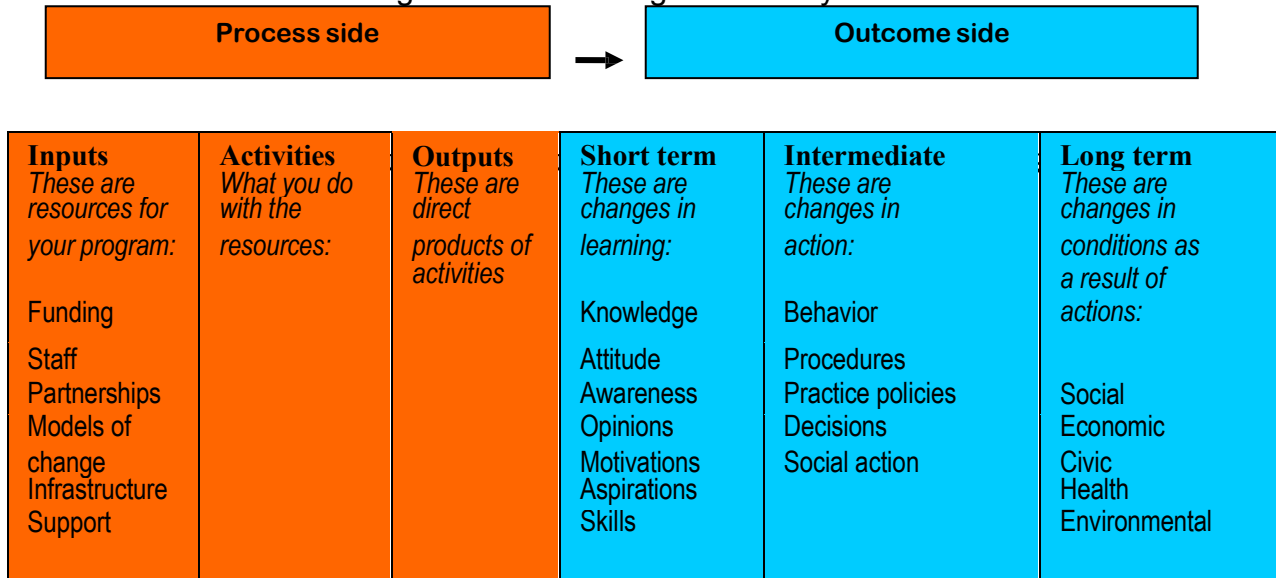 Process side
Outcome side
Inputs
These are
resources for
your program:
Funding
Staff
Partnerships
Models of
change
Infrastructure
Support
Activities
What you do
with the
resources:
Outputs
These are
direct
products of
activities
Short term
These are
changes in
learning:
Knowledge
Attitude
Awareness
Opinions
Motivations
Aspirations
Skills
Intermediate
These are
changes in
action:
Behavior
Procedures
Practice policies
Decisions
Social action
Long term
These are
changes in
conditions as
a result of
actions:
Social
Economic
Civic
Health
Environmental